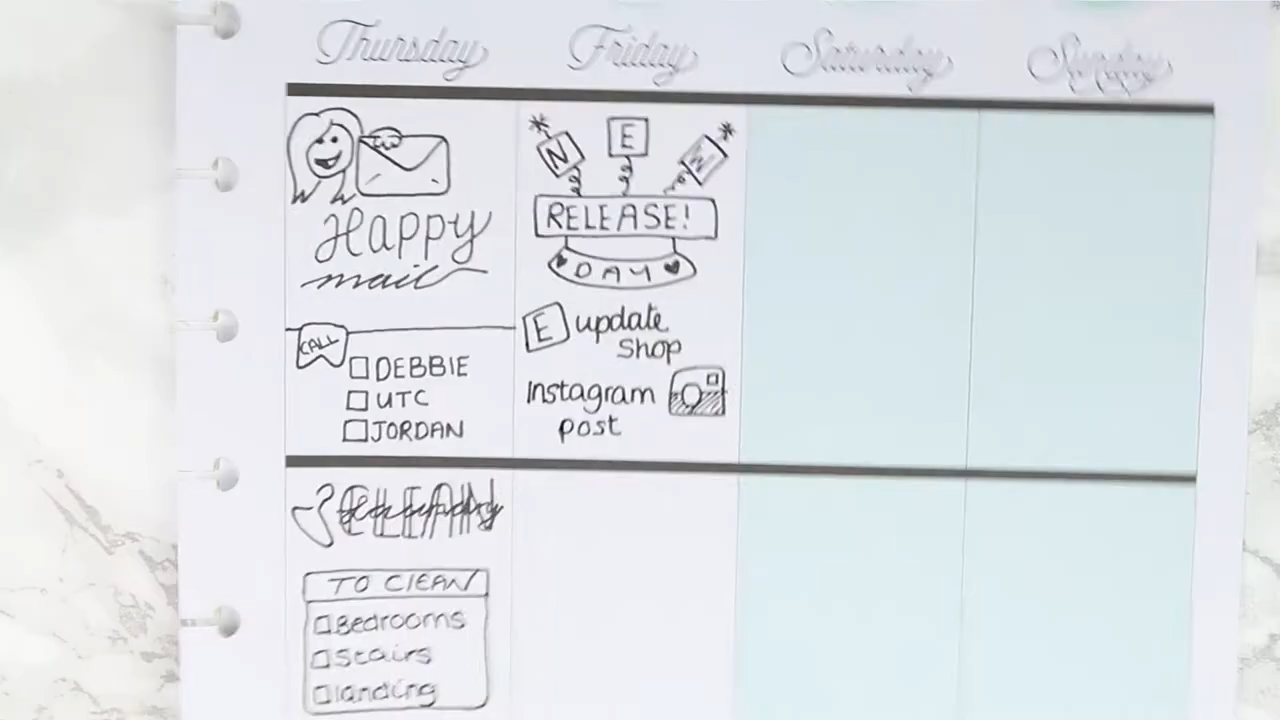 Thursday
Friday
Saturday
Sunday
Happy
mail
CALL
DEBBIE
UTC
JORDAN
N E W
RELEASE!
DAY
E update
shop
Instagram
post
TO CLEAN
Bedrooms
Stairs
landing